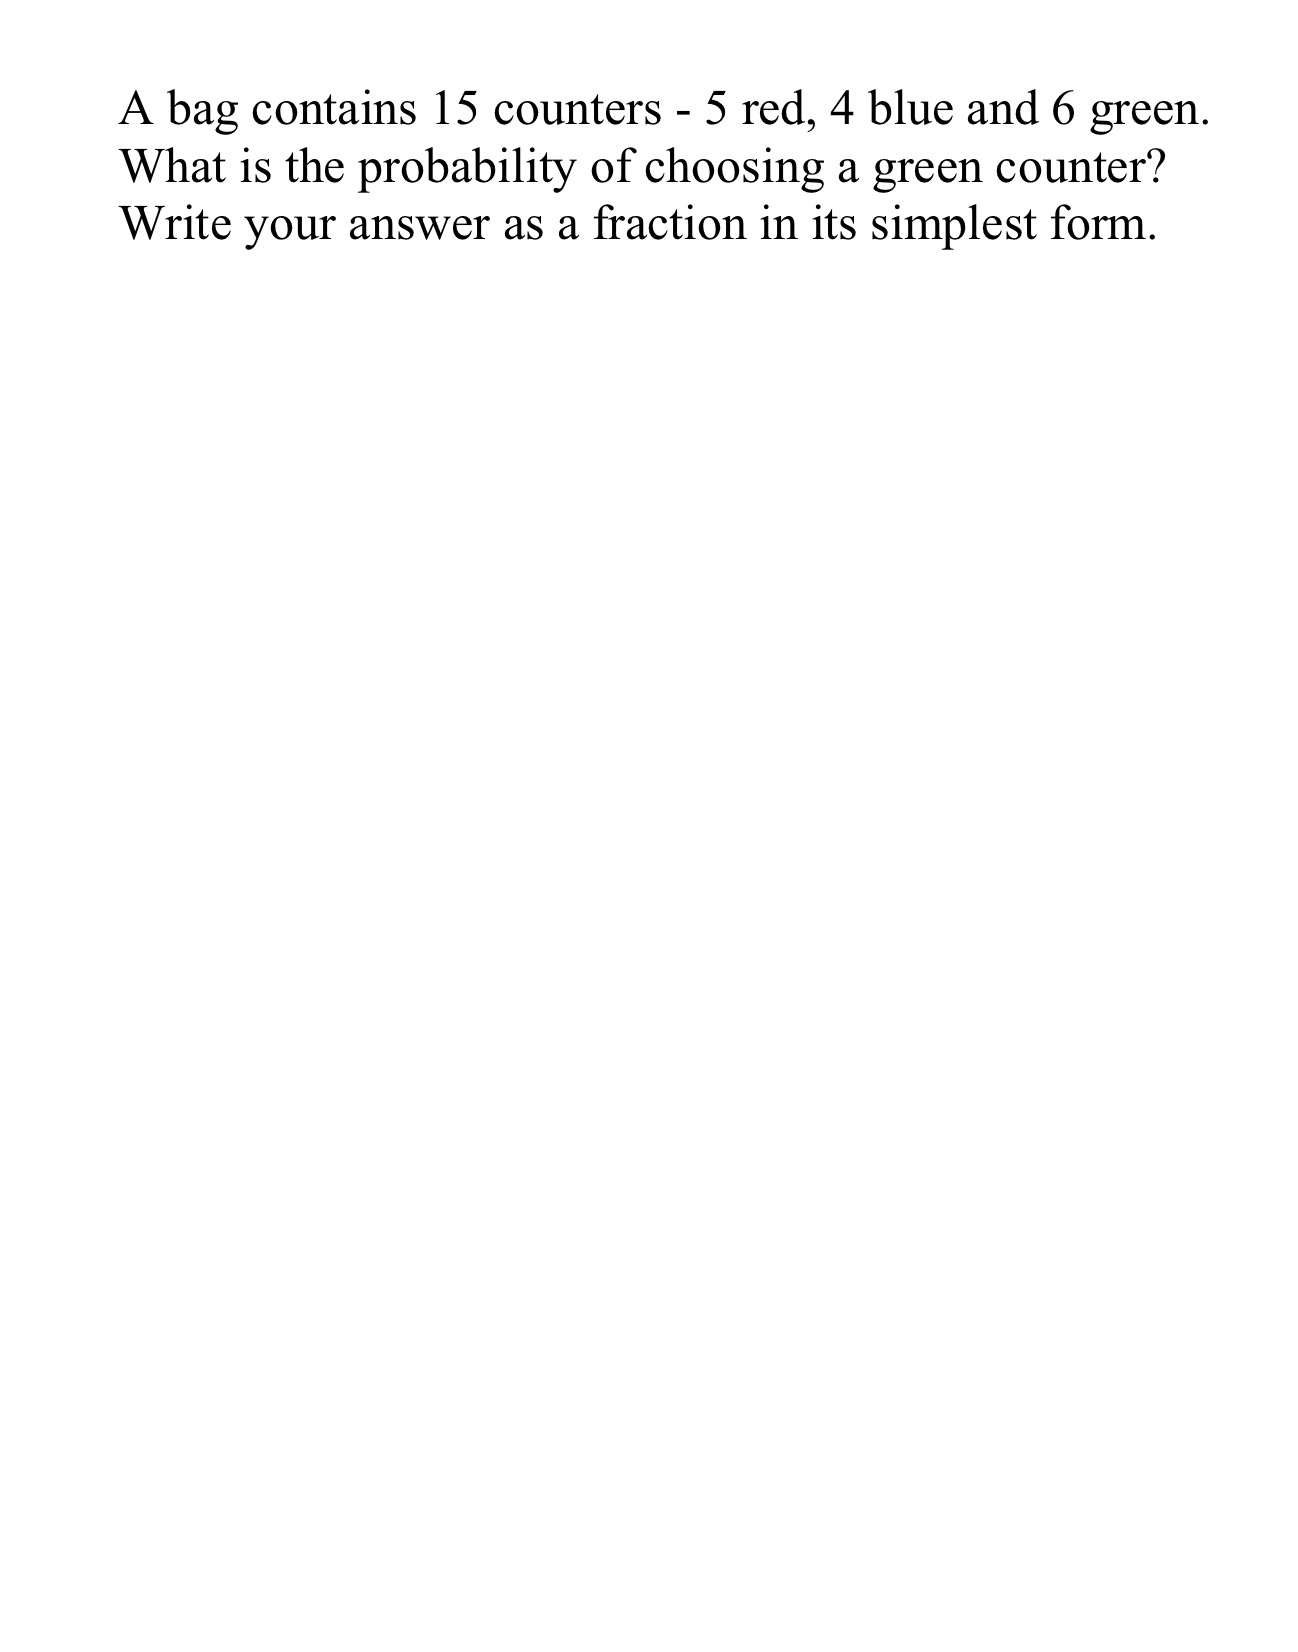 A bag contains 15 counters - 5 red, 4 blue and 6 green.
What is the probability of choosing a green counter?
Write your answer as a fraction in its simplest form.